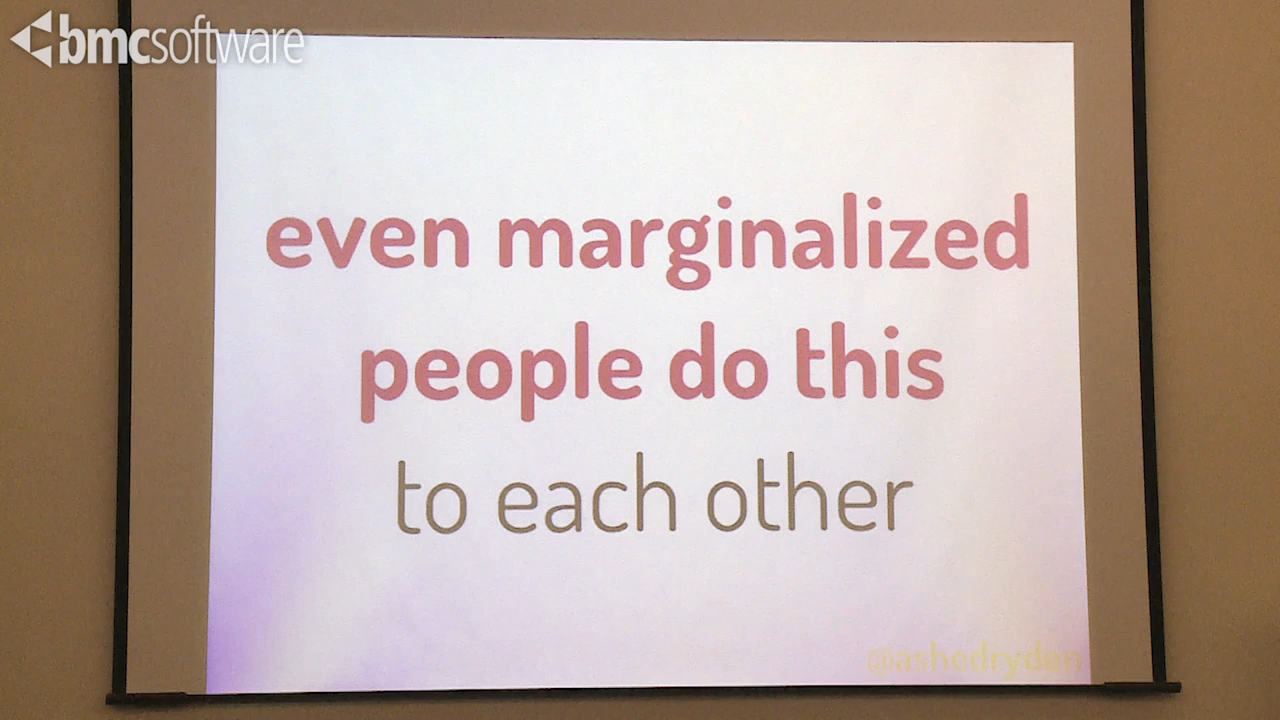 bmcsoftware
even marginalized
people do this
to each other
@ashedryden